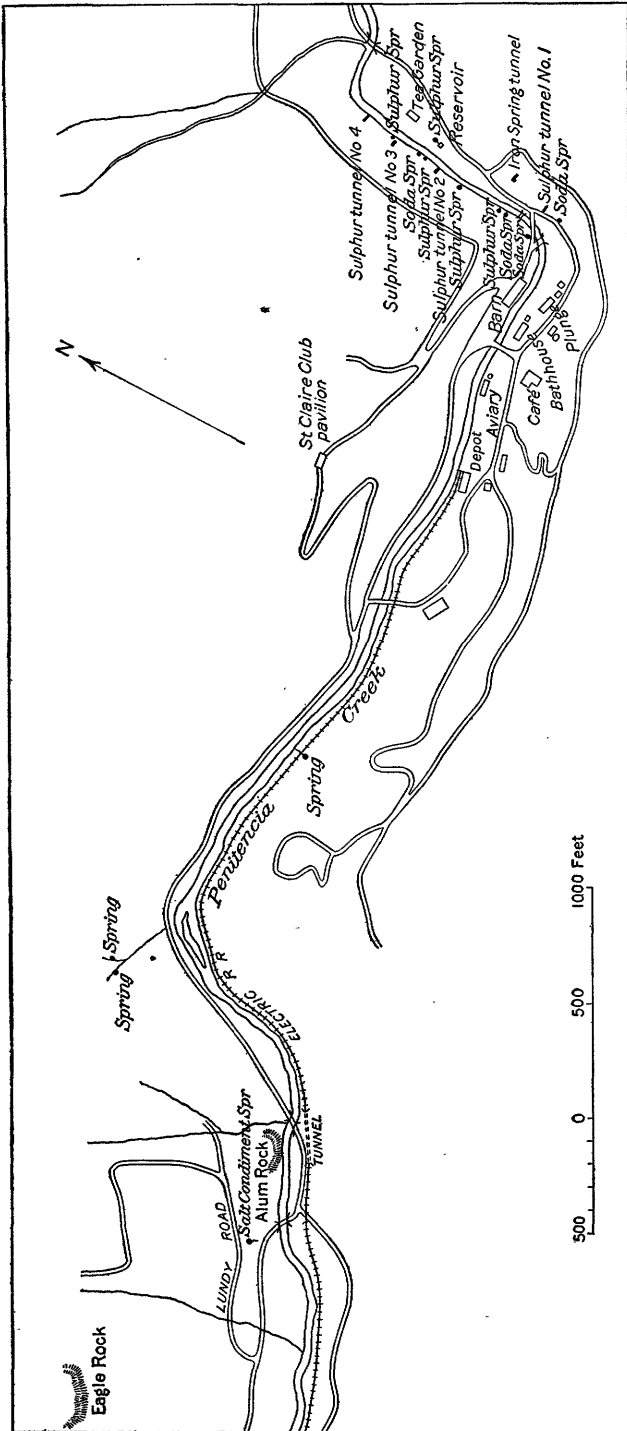 N
Sulphur tunnel No 4
Sulphur tunnel No 3
Sulphur Spr
Tea Garden
Soda Spr
Sulphur Spr
Sulphur Spr
Reservoir
Sulphur tunnel No 2
Sulphur Spr
Iron Spring tunnel
Sulphur tunnel No. 1
Soda Spr
Sulphur Spr
Soda Spr
Soda Spr
Barn
Plunge
Bathhouse
Cafe
Aviary
Depot
St Claire Club
pavilion
Penitencia Creek
Spring
Spring
Spring
ELECTRIC R R
TUNNEL
Salt Condiment Spr
Alum Rock
LUNDY ROAD
Eagle Rock
500 0 500 1000 Feet